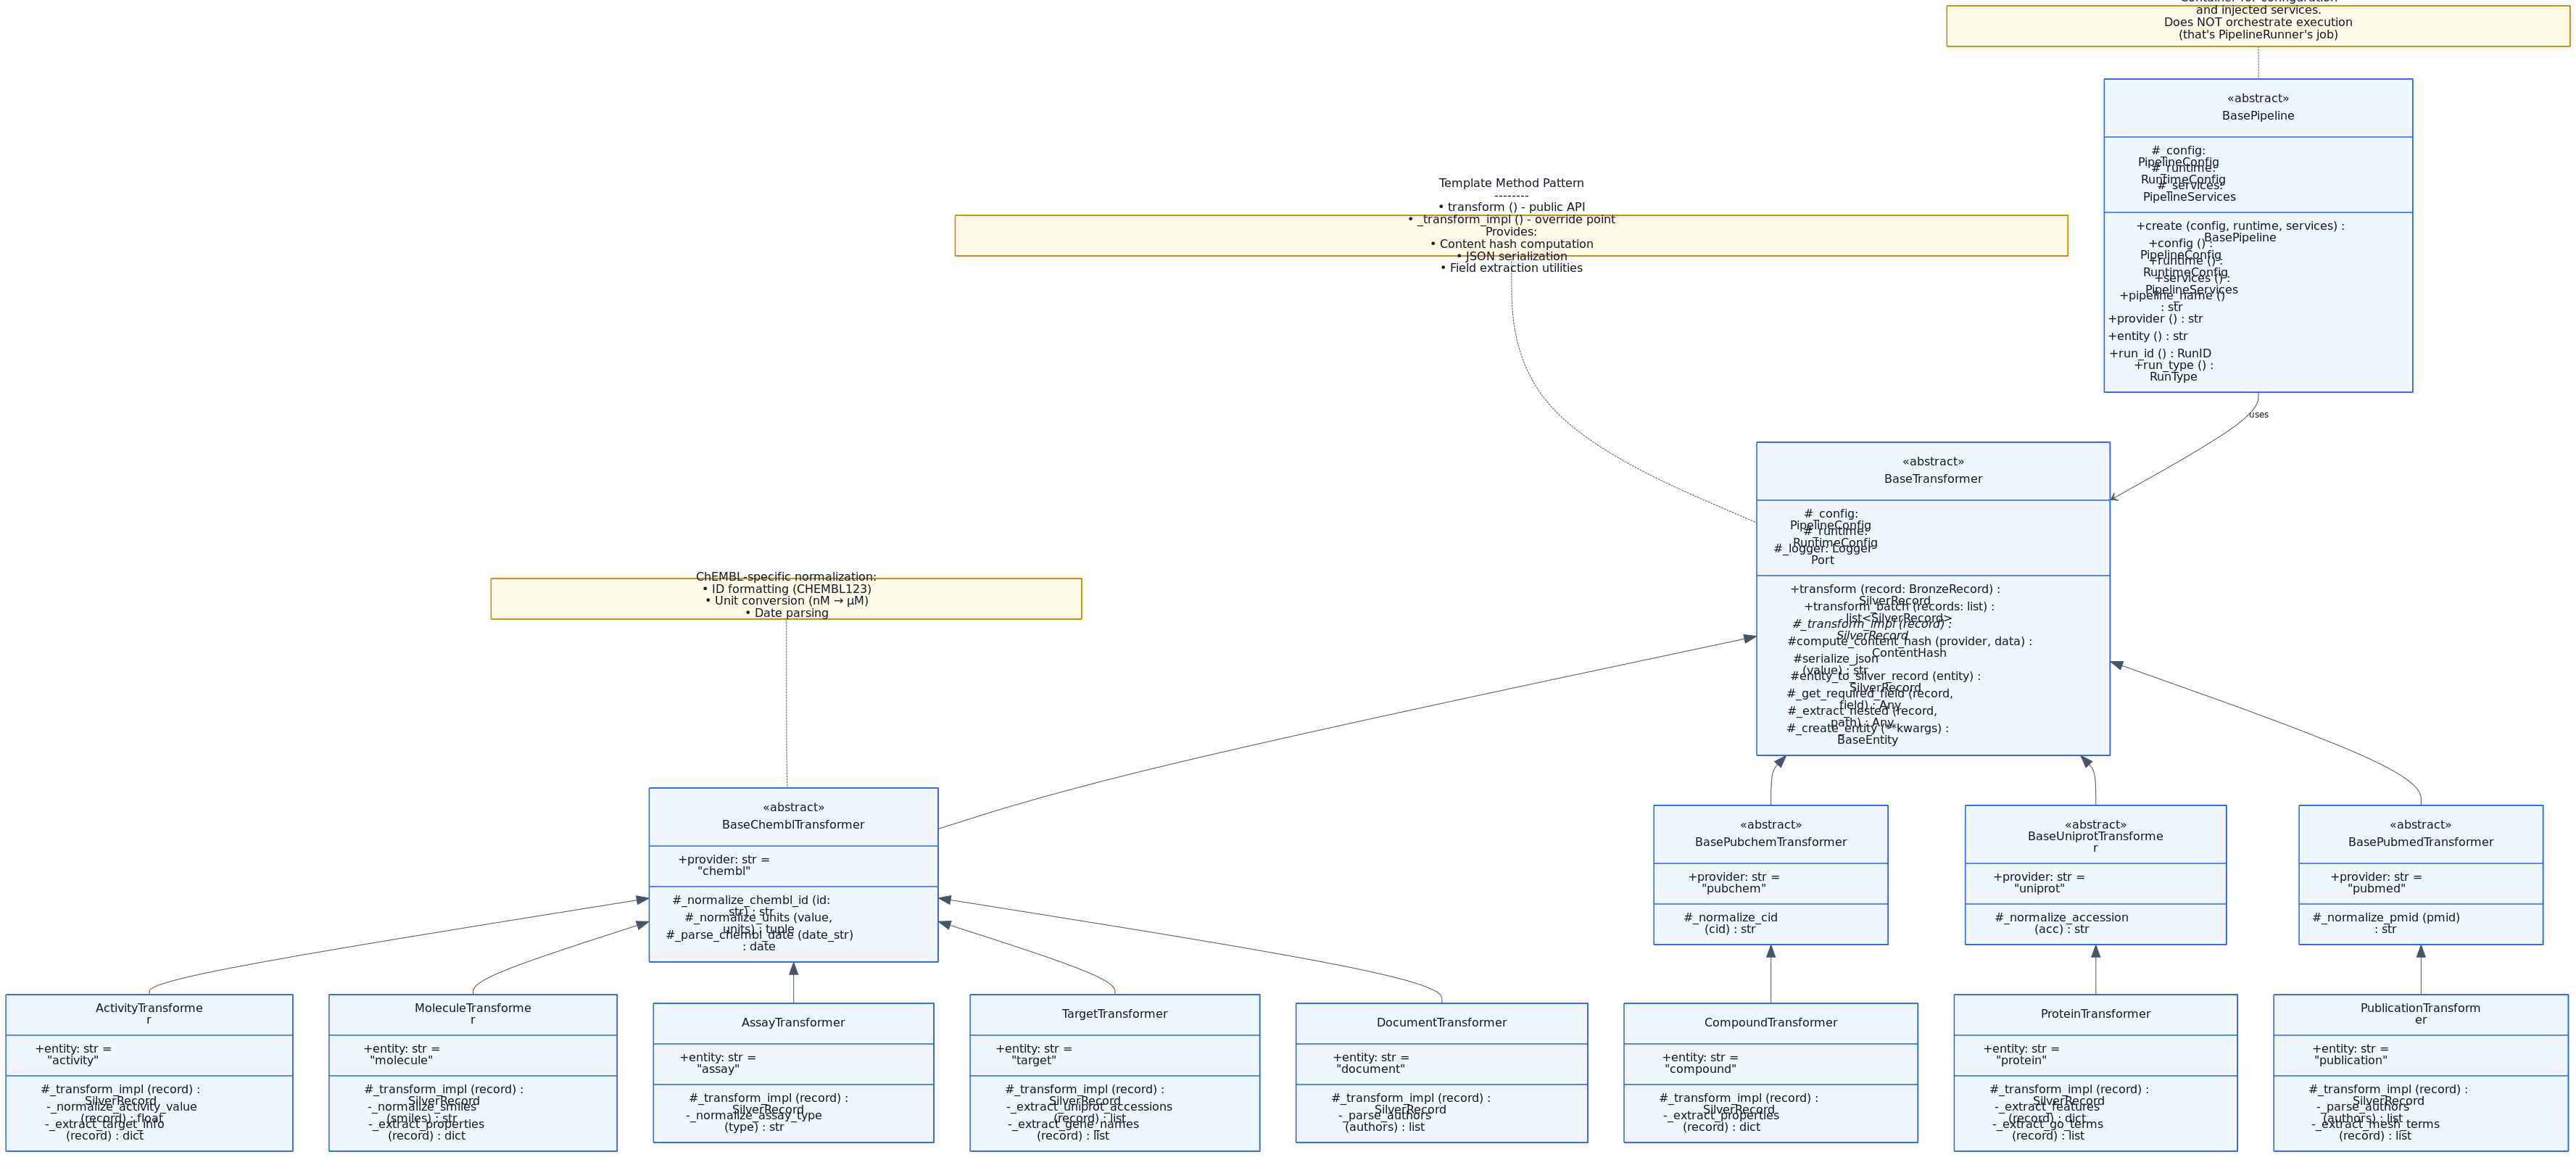 Container for configuration
and injected services.
Does NOT orchestrate execution
(that's PipelineRunner's job)
«abstract»
BasePipeline
#_config:
PipelineConfig
#_runtime:
RuntimeConfig
#_services:
PipelineServices
+create (config, runtime, services) :
BasePipeline
+config () :
PipelineConfig
+runtime () :
RuntimeConfig
+services () :
PipelineServices
+pipeline_name ()
: str
+provider () : str
+entity () : str
+run_id () : RunID
+run_type () :
RunType
uses
Template Method Pattern
--------
• transform () - public API
• _transform_impl () - override point
Provides:
• Content hash computation
• JSON serialization
• Field extraction utilities
«abstract»
BaseTransformer
#_config:
PipelineConfig
#_runtime:
RuntimeConfig
#_logger: Logger
Port
+transform (record: BronzeRecord) :
SilverRecord
+transform_batch (records: list) :
list<SilverRecord>
#_transform_impl (record) :
SilverRecord
#compute_content_hash (provider, data) :
ContentHash
#serialize_json
(value) : str
#entity_to_silver_record (entity) :
SilverRecord
#_get_required_field (record,
field) : Any
#_extract_nested (record,
path) : Any
#_create_entity (**kwargs) :
BaseEntity
ChEMBL-specific normalization:
• ID formatting (CHEMBL123)
• Unit conversion (nM → μM)
• Date parsing
«abstract»
BaseChemblTransformer
+provider: str =
"chembl"
#_normalize_chembl_id (id:
str) : str
#_normalize_units (value,
units) : tuple
#_parse_chembl_date (date_str)
: date
«abstract»
BasePubchemTransformer
+provider: str =
"pubchem"
#_normalize_cid
(cid) : str
«abstract»
BaseUniprotTransforme
r
+provider: str =
"uniprot"
#_normalize_accession
(acc) : str
«abstract»
BasePubmedTransformer
+provider: str =
"pubmed"
#_normalize_pmid (pmid)
: str
ActivityTransforme
r
+entity: str =
"activity"
#_transform_impl (record) :
SilverRecord
-_normalize_activity_value
(record) : float
-_extract_target_info
(record) : dict
MoleculeTransforme
r
+entity: str =
"molecule"
#_transform_impl (record) :
SilverRecord
-_normalize_smiles
(smiles) : str
-_extract_properties
(record) : dict
AssayTransformer
+entity: str =
"assay"
#_transform_impl (record) :
SilverRecord
-_normalize_assay_type
(type) : str
TargetTransformer
+entity: str =
"target"
#_transform_impl (record) :
SilverRecord
-_extract_uniprot_accessions
(record) : list
-_extract_gene_names
(record) : list
DocumentTransformer
+entity: str =
"document"
#_transform_impl (record) :
SilverRecord
-_parse_authors
(authors) : list
CompoundTransformer
+entity: str =
"compound"
#_transform_impl (record) :
SilverRecord
-_extract_properties
(record) : dict
ProteinTransformer
+entity: str =
"protein"
#_transform_impl (record) :
SilverRecord
-_extract_features
(record) : dict
-_extract_go_terms
(record) : list
PublicationTransform
er
+entity: str =
"publication"
#_transform_impl (record) :
SilverRecord
-_parse_authors
(authors) : list
-_extract_mesh_terms
(record) : list